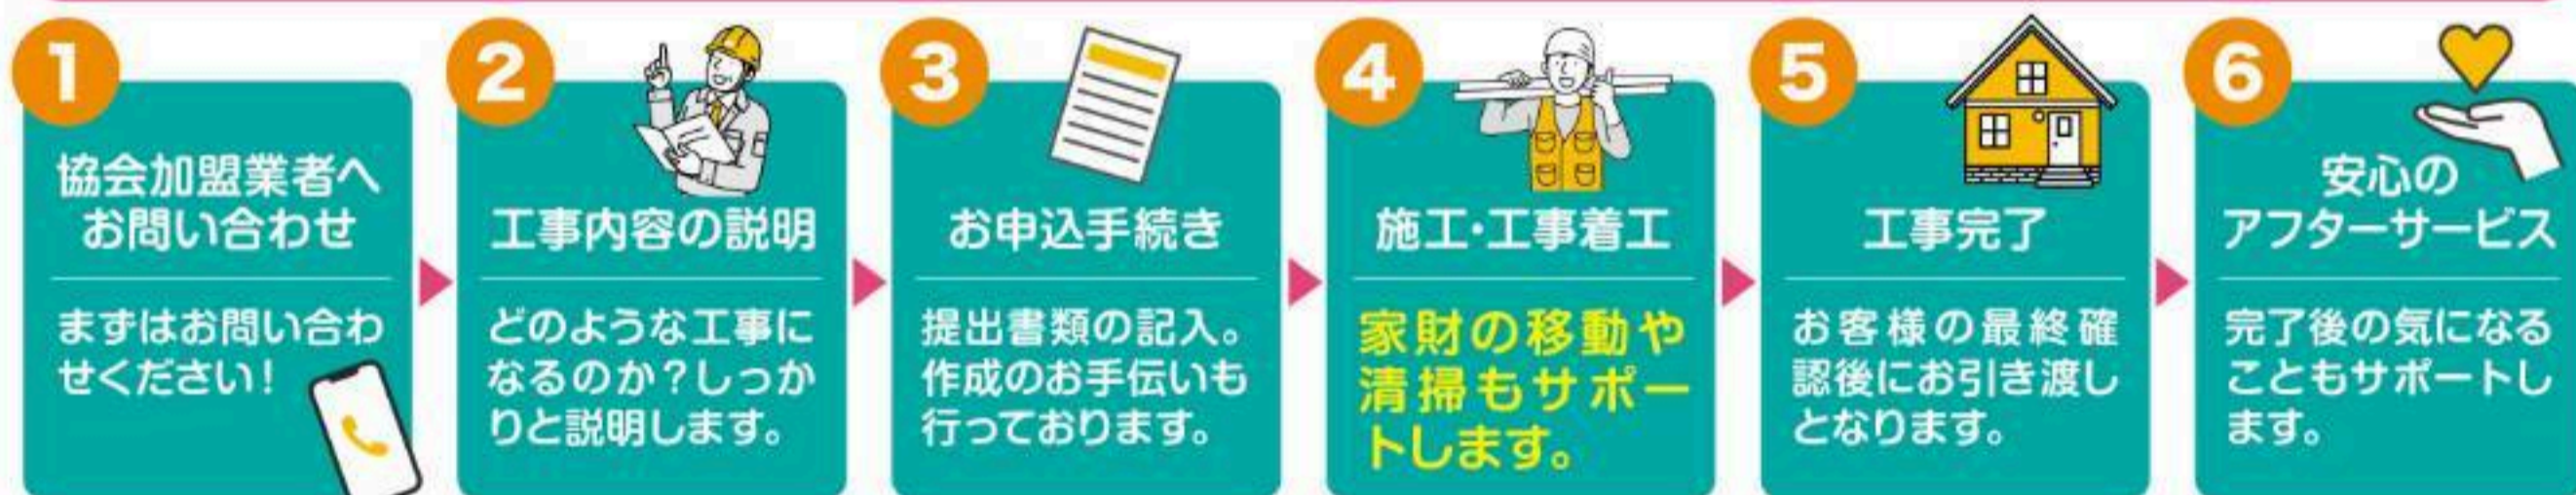 1
協会加盟業者へ
お問い合わせ
まずはお問い合わ
せください!
2
工事内容の説明
どのような工事に
なるのか?しっか
りと説明します。
3
お申込手続き
提出書類の記入。
作成のお手伝いも
行っております。
4
施工・工事着工
家財の移動や
清掃もサポー
トします。
5
工事完了
お客様の最終確
認後にお引き渡し
となります。
6
安心の
アフターサービス
完了後の気になる
こともサポートし
ます。